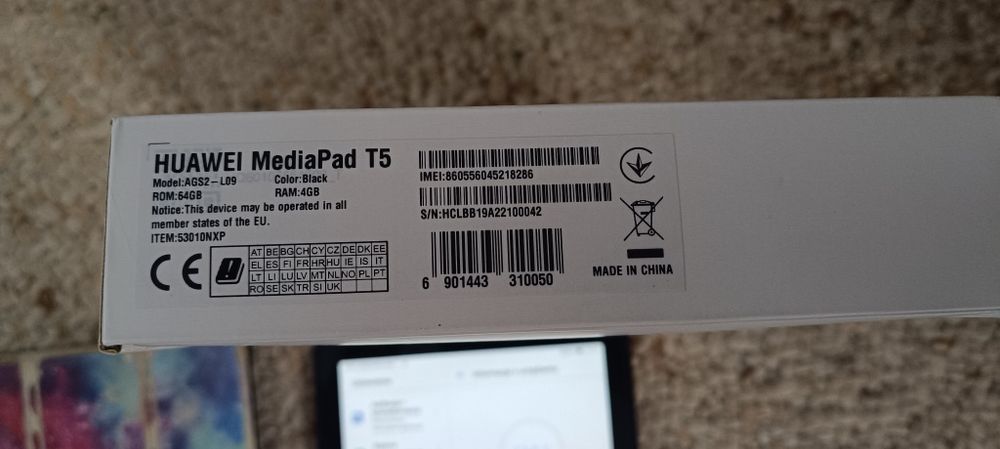 HUAWEI MediaPad T5
Model:AGS2-L09 Color:Black
ROM:64GB RAM:4GB
Notice:This device may be operated in all
member states of the EU.
ITEM:53010NXP
CE
AT BE BG CH CY CZ DE DK EE
EL ES FI FR HR HU IE IS IT
LT LI LU LV MT NL NO PL PT
RO SE SK TR SI UK
IMEI:860556045218286
S/N:HCLBB19A22100042
6 901443 310050
MADE IN CHINA